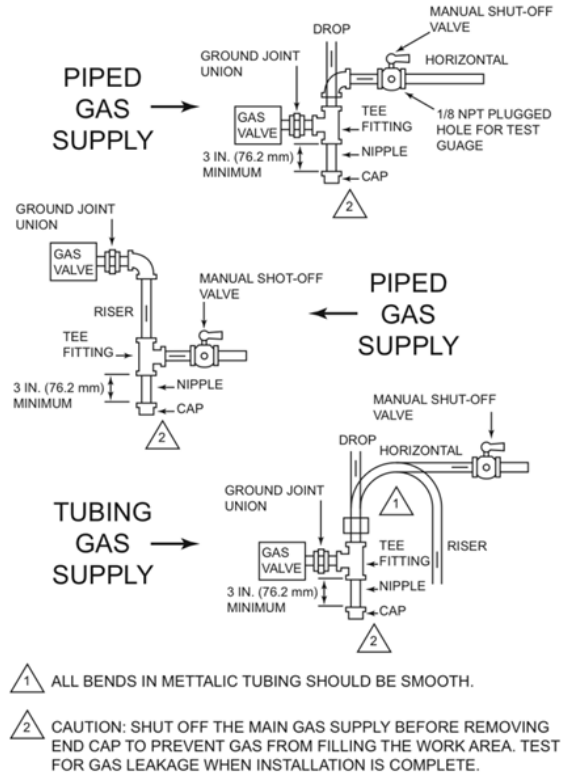 MANUAL SHUT-OFF
VALVE
DROP
HORIZONTAL
GROUND JOINT
UNION
PIPED
GAS
SUPPLY
GAS
VALVE
TEE
FITTING
1/8 NPT PLUGGED
HOLE FOR TEST
GUAGE
3 IN. (76.2 mm)
MINIMUM
NIPPLE
CAP
2
GROUND JOINT
UNION
GAS
VALVE
MANUAL SHOT-OFF
VALVE
RISER
TEE
FITTING
3 IN. (76.2 mm)
MINIMUM
NIPPLE
CAP
2
PIPED
GAS
SUPPLY
MANUAL SHUT-OFF
VALVE
DROP
HORIZONTAL
1
GROUND JOINT
UNION
TUBING
GAS
SUPPLY
GAS
VALVE
TEE
FITTING
RISER
3 IN. (76.2 mm)
MINIMUM
NIPPLE
CAP
2
1 ALL BENDS IN METTALIC TUBING SHOULD BE SMOOTH.
2 CAUTION: SHUT OFF THE MAIN GAS SUPPLY BEFORE REMOVING
END CAP TO PREVENT GAS FROM FILLING THE WORK AREA. TEST
FOR GAS LEAKAGE WHEN INSTALLATION IS COMPLETE.